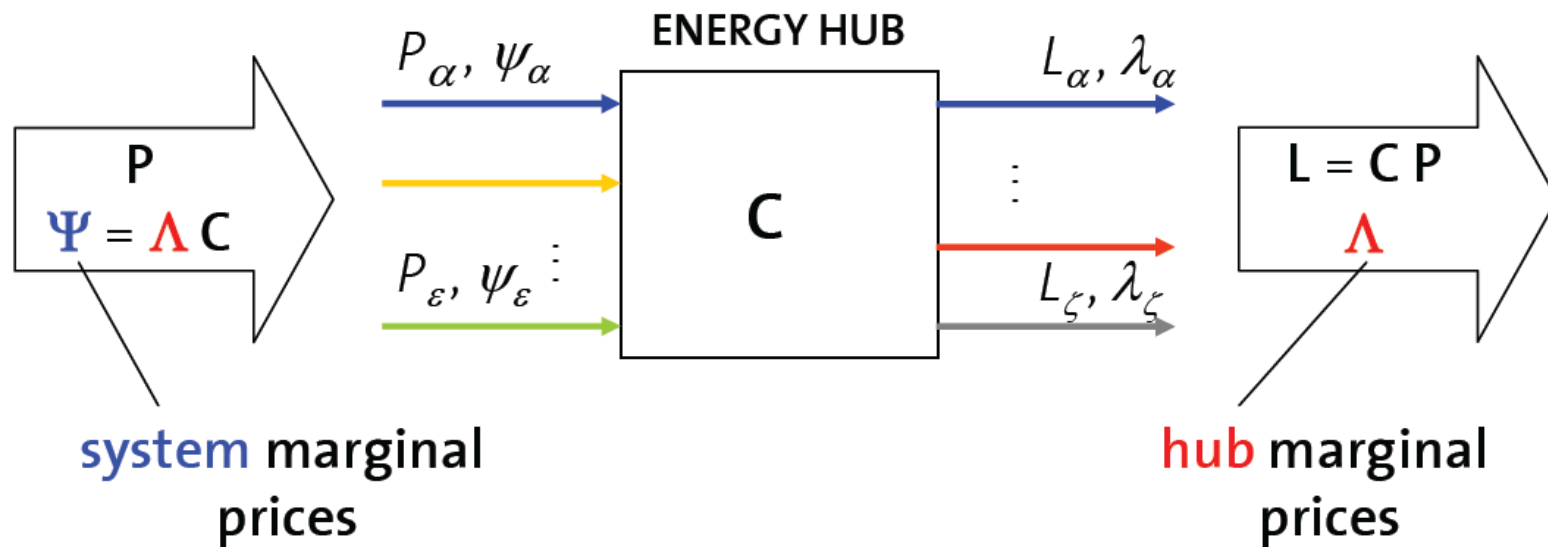 ENERGY HUB
P_α, ψ_α
L_α, λ_α
P
Ψ = Λ C
C
L = C P
Λ
P_ε, ψ_ε
L_ζ, λ_ζ
system marginal
prices
hub marginal
prices